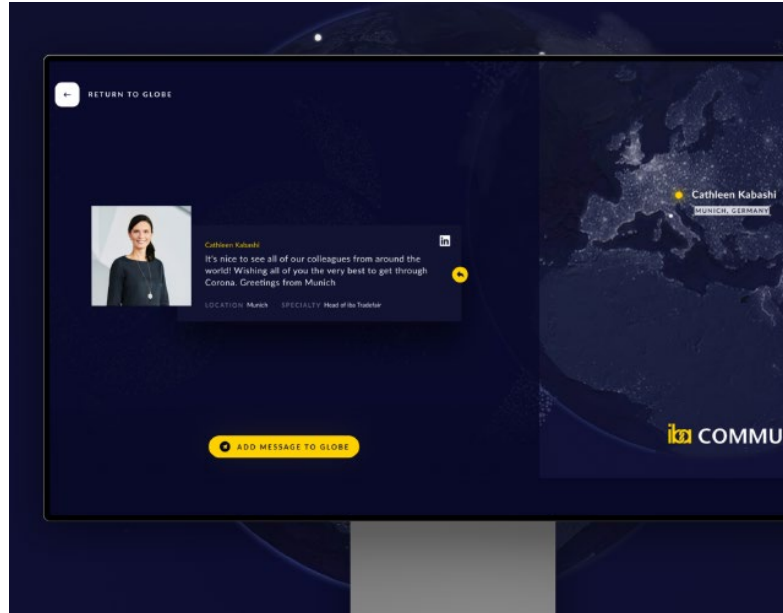 RETURN TO GLOBE
Cathleen Kabashi
It's nice to see all of our colleagues from around the
world! Wishing all of you the very best to get through
Corona. Greetings from Munich
LOCATION Munich SPECIALTY Head of iba Tradefair
in
ADD MESSAGE TO GLOBE
Cathleen Kabashi
MUNICH, GERMANY
iba COMMU